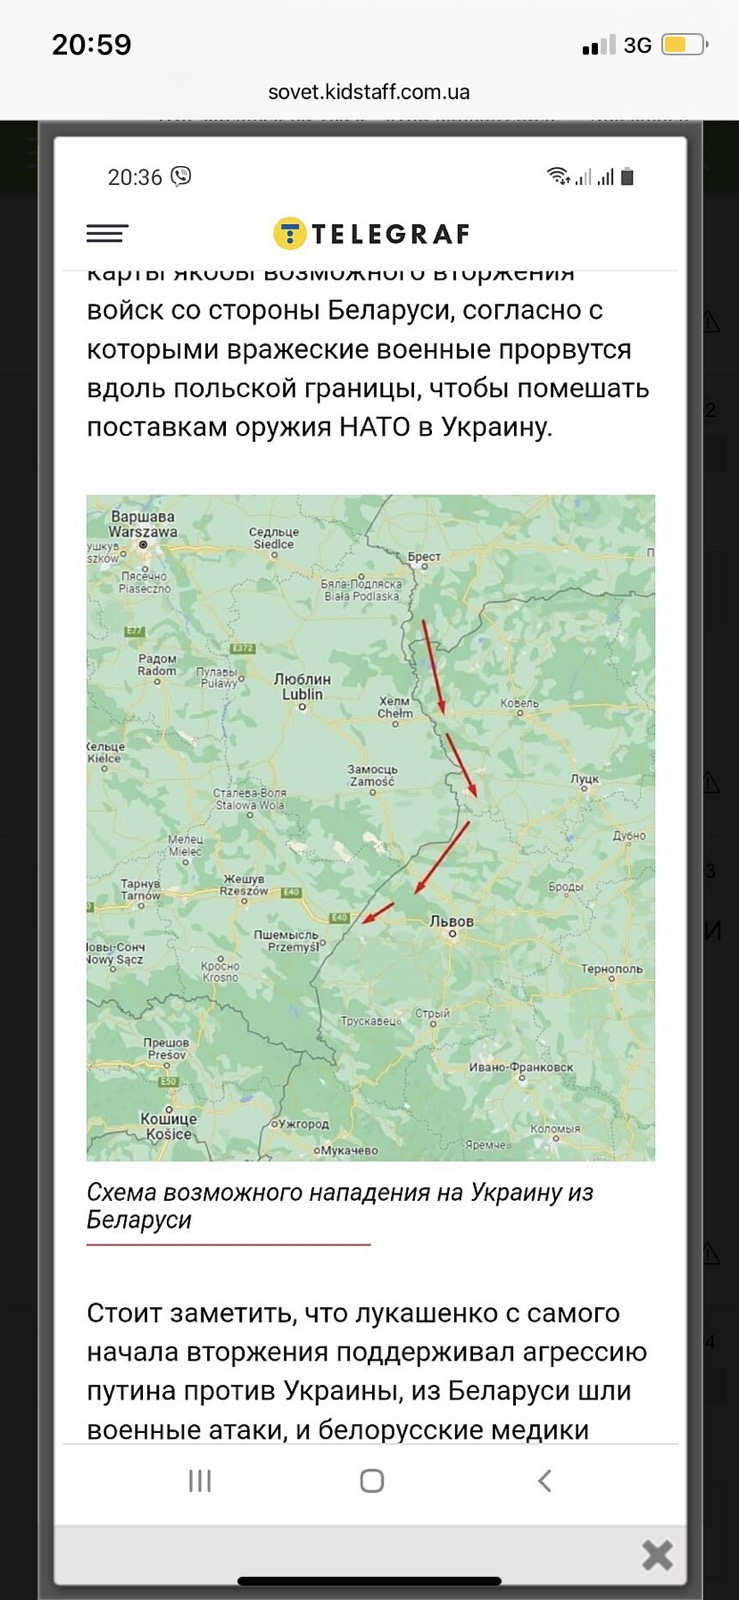 20:59
3G
sovet.kidstaff.com.ua
20:36
TELEGRAF
карты якобы возможного вторжения
войск со стороны Беларуси, согласно с
которыми вражеские военные прорвутся
вдоль польской границы, чтобы помешать
поставкам оружия НАТО в Украину.
Варшава
Warszawa
Седльце
Siedlce
Брест
П
ушкув
szków
Пясечно
Piaseczno
Бяла-Подляска
Biała Podlaska
E77
E372
Радом
Radom
Пулавы
Puławy
Люблин
Lublin
Хелм
Chełm
Ковель
Кельце
Kielce
Замосць
Zamość
Луцк
Сталева-Воля
Stalowa Wola
Мелец
Mielec
Дубно
Тарнув
Tarnów
Жешув
Rzeszów
E40
E40
Броды
Львов
Пшемысль
Przemyśl
Новы-Сонч
Nowy Sącz
Кросно
Krosno
Тернополь
Трускавец
Стрый
Прешов
Prešov
E50
Ивано-Франковск
Кошице
Košice
Ужгород
Коломыя
Мукачево
Яремче
Схема возможного нападения на Украину из
Беларуси
Стоит заметить, что лукашенко с самого
начала вторжения поддерживал агрессию
путина против Украины, из Беларуси шли
военные атаки, и белорусские медики
2
3
И
4